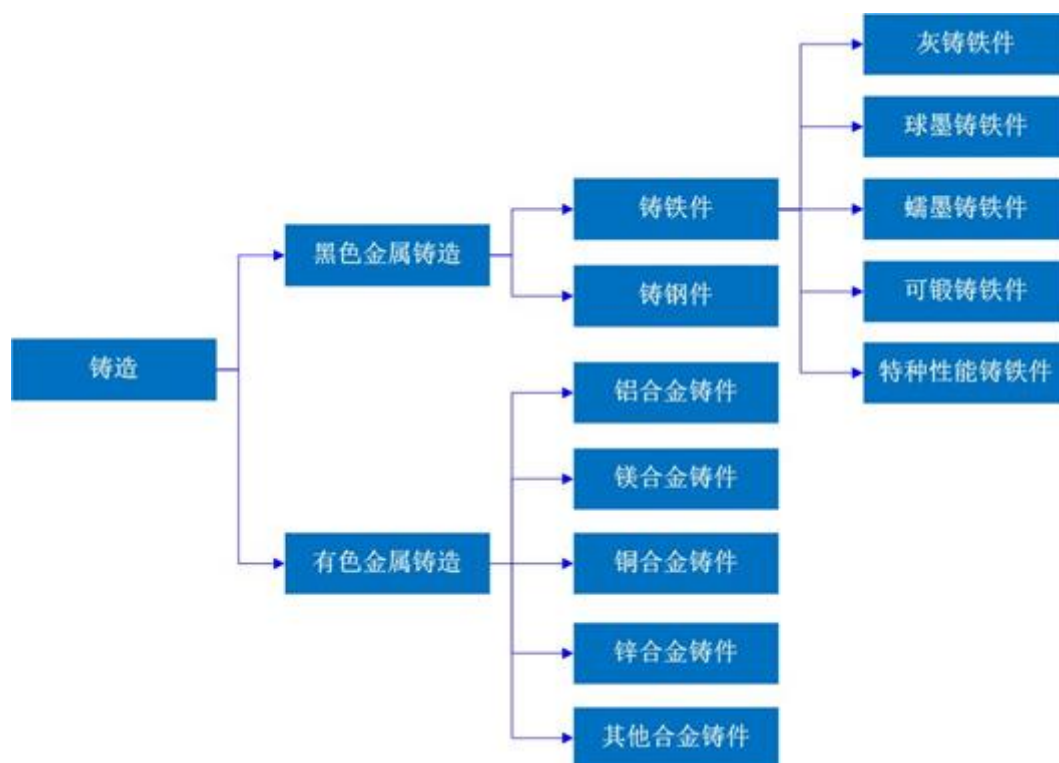 铸造
黑色金属铸造
有色金属铸造
铸铁件
铸钢件
铝合金铸件
镁合金铸件
铜合金铸件
锌合金铸件
其他合金铸件
灰铸铁件
球墨铸铁件
蠕墨铸铁件
可锻铸铁件
特种性能铸铁件